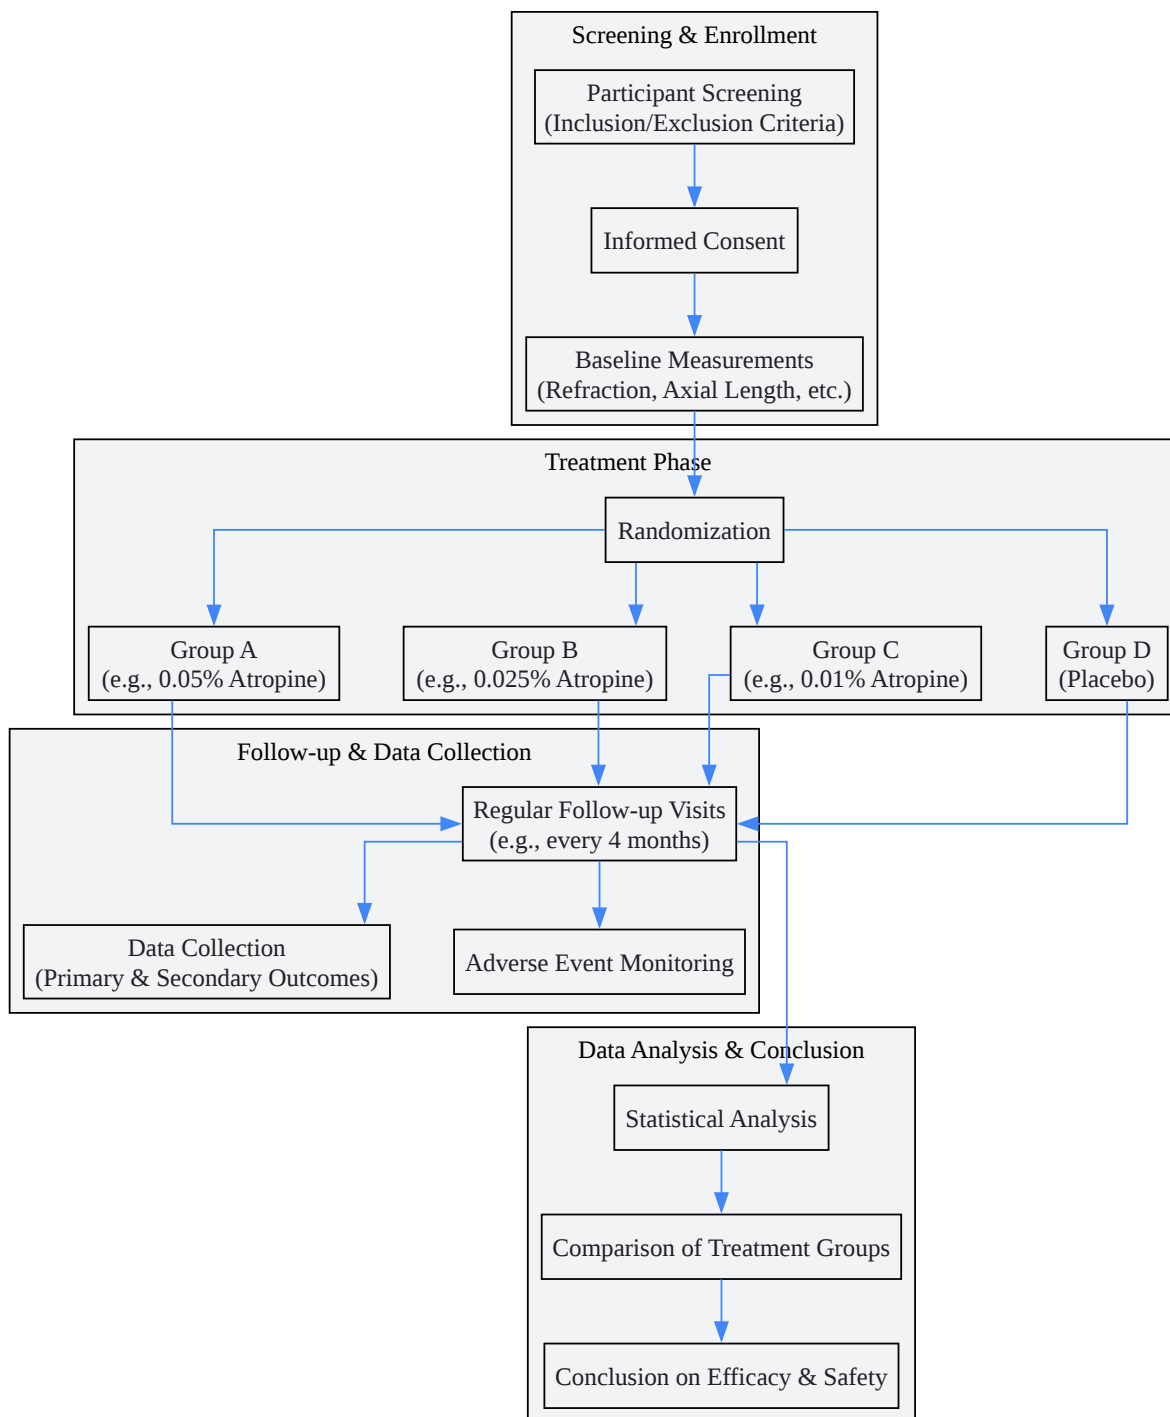 Screening & Enrollment
Participant Screening
(Inclusion/Exclusion Criteria)
Informed Consent
Baseline Measurements
(Refraction, Axial Length, etc.)
Treatment Phase
Randomization
Group A
(e.g., 0.05% Atropine)
Group B
(e.g., 0.025% Atropine)
Group C
(e.g., 0.01% Atropine)
Group D
(Placebo)
Follow-up & Data Collection
Regular Follow-up Visits
(e.g., every 4 months)
Data Collection
(Primary & Secondary Outcomes)
Adverse Event Monitoring
Data Analysis & Conclusion
Statistical Analysis
Comparison of Treatment Groups
Conclusion on Efficacy & Safety